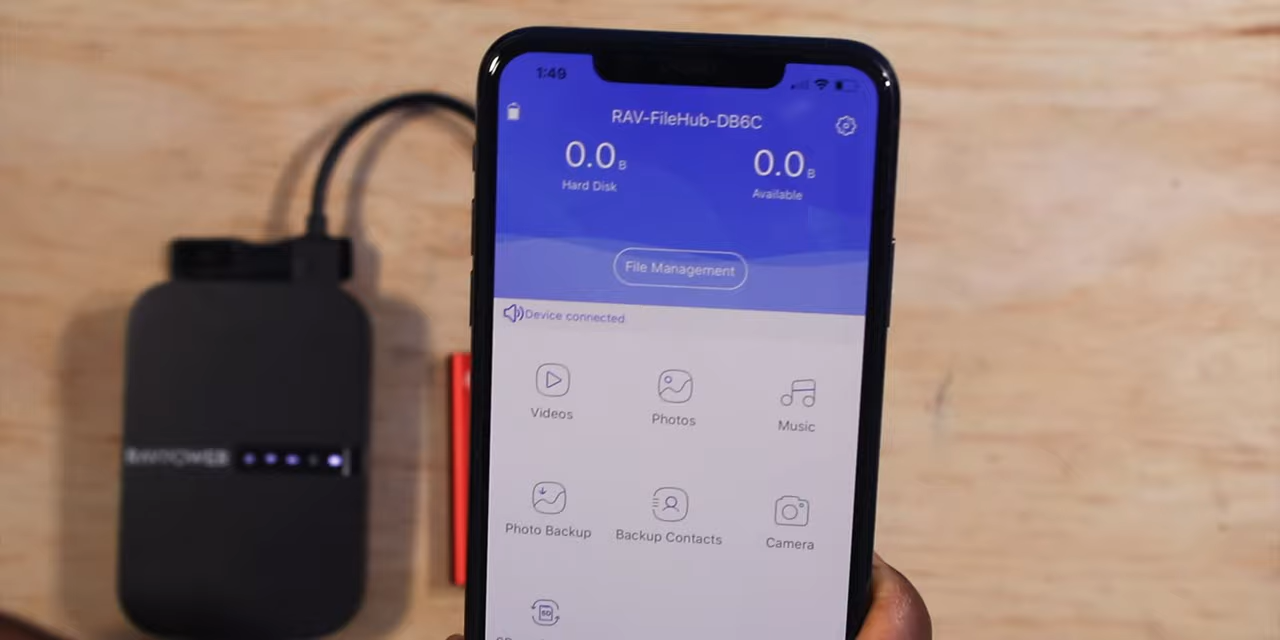 1:49
RAV-FileHub-DB6C
0.0 B
Hard Disk
0.0 B
Available
File Management
Device connected
Videos
Photos
Music
Photo Backup
Backup Contacts
Camera
SD
RAVPOWER